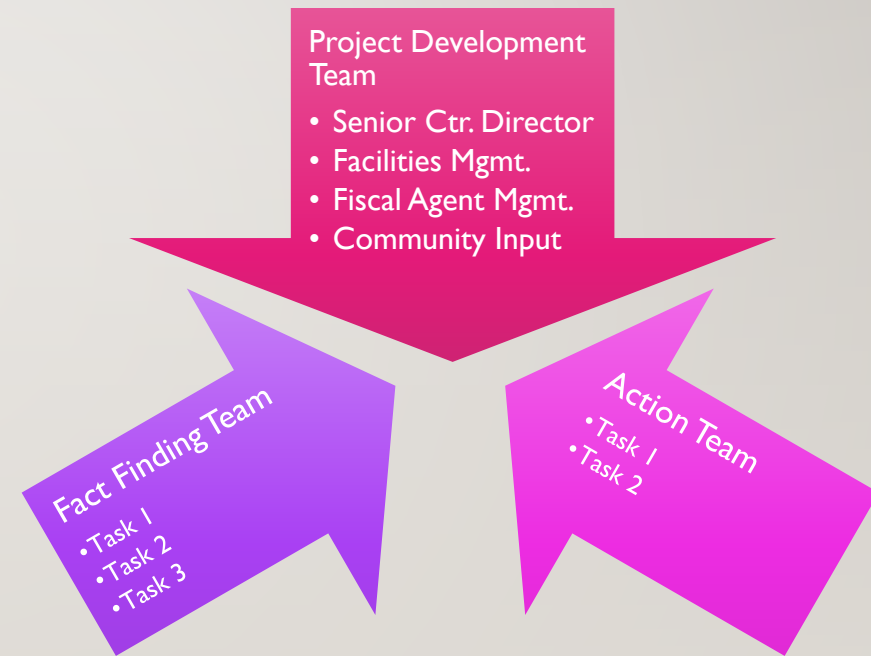 Project Development
Team
• Senior Ctr. Director
• Facilities Mgmt.
• Fiscal Agent Mgmt.
• Community Input
Fact Finding Team
•Task 1
•Task 2
•Task 3
Action Team
•Task 1
•Task 2